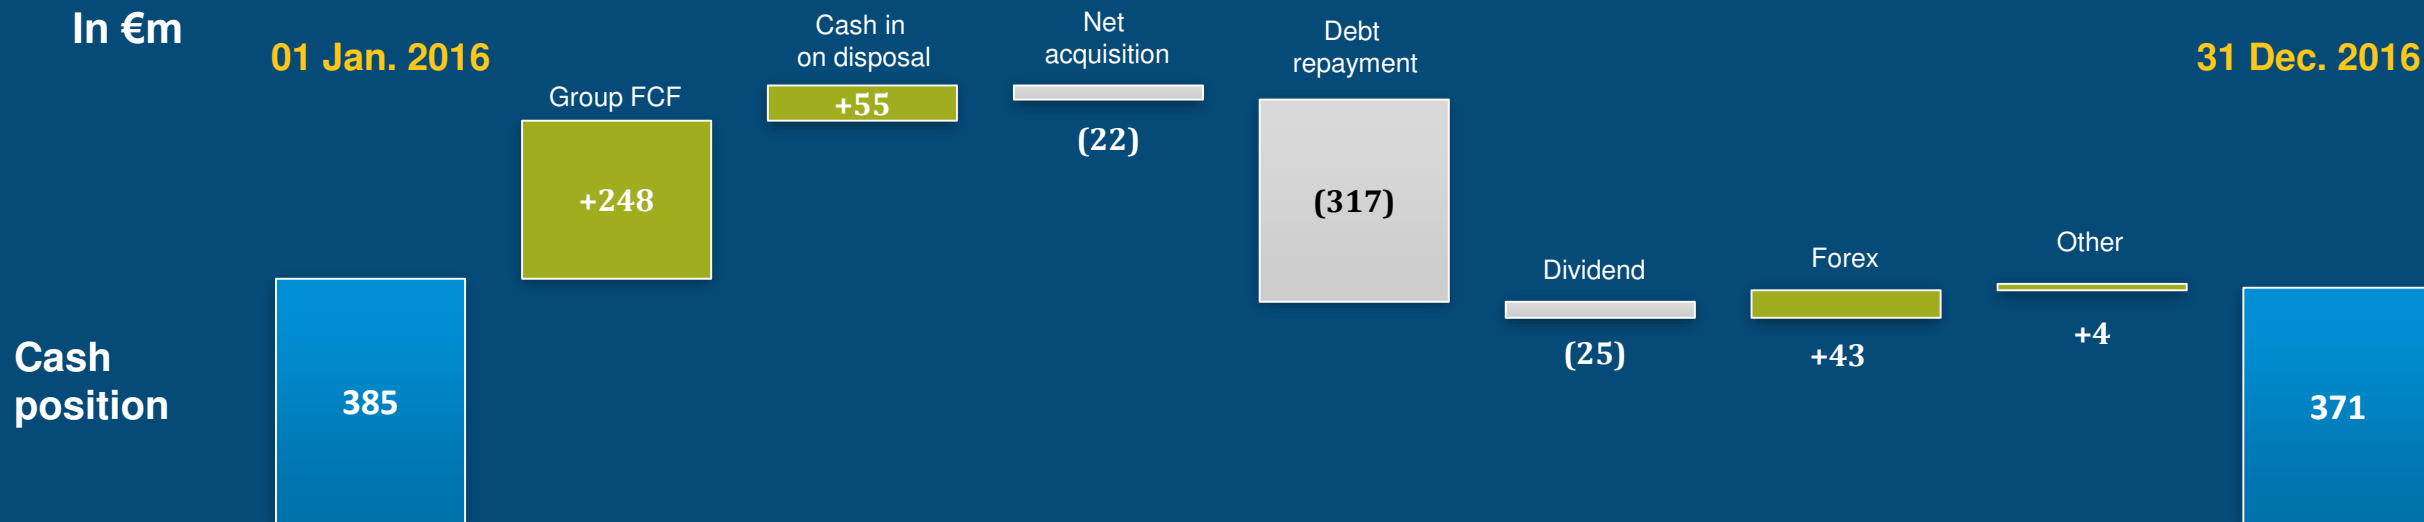 In €m
01 Jan. 2016
Group FCF
+248
Cash in
on disposal
+55
Net
acquisition
(22)
Debt
repayment
(317)
Dividend
(25)
Forex
+43
Other
+4
31 Dec. 2016
Cash
position
385
371